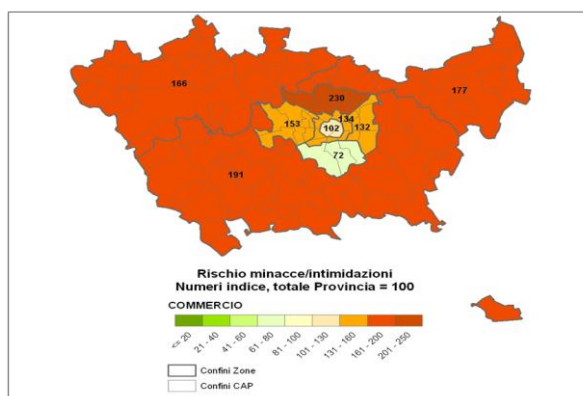 166
177
230
134
153
102
132
72
191
Rischio minacce/intimidazioni
Numeri indice, totale Provincia = 100
COMMERCIO
<= 20
21 - 40
41 - 60
61 - 80
81 - 100
101 - 130
131 - 160
161 - 200
201 - 250
Confini Zone
Confini CAP